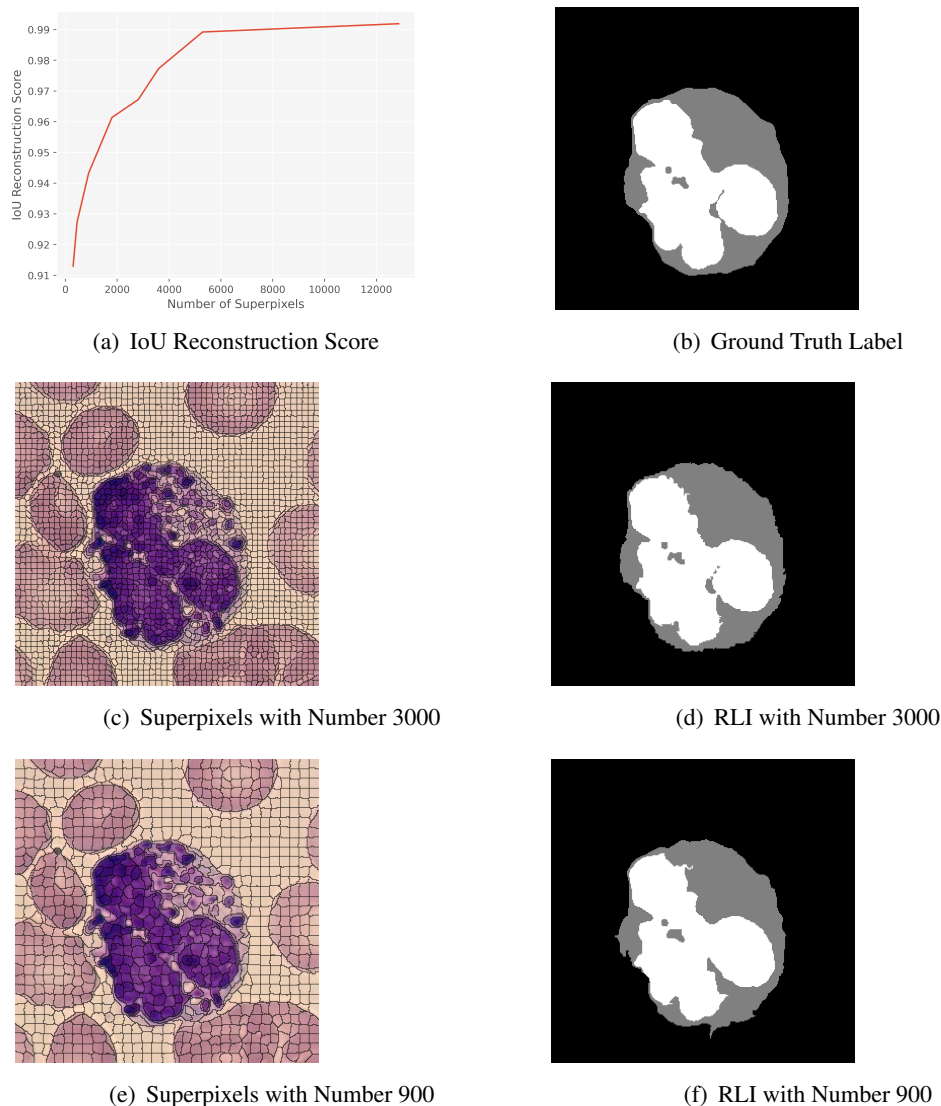 0.99
0.98
0.97
0.96
0.95
0.94
0.93
0.92
0.91
IoU Reconstruction Score
0 2000 4000 6000 8000 10000 12000
Number of Superpixels
(a) IoU Reconstruction Score
(b) Ground Truth Label
(c) Superpixels with Number 3000
(d) RLI with Number 3000
(e) Superpixels with Number 900
(f) RLI with Number 900